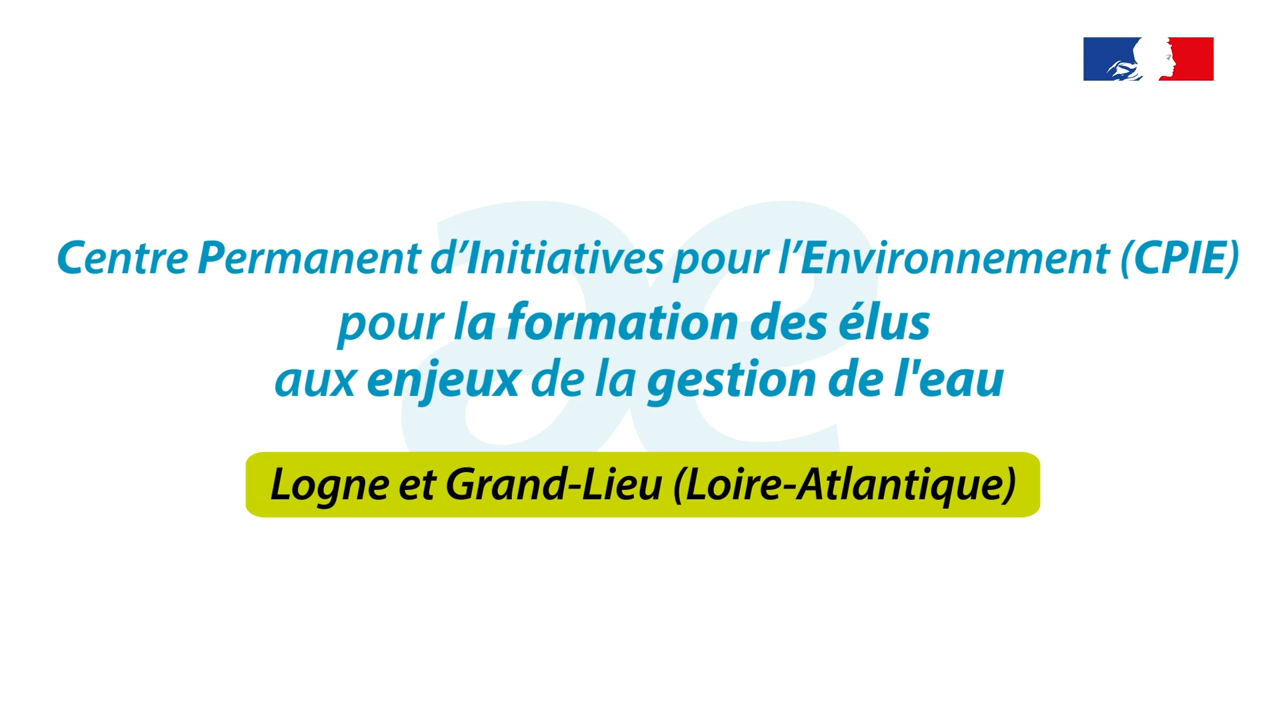 Centre Permanent d’Initiatives pour l’Environnement (CPIE)
pour la formation des élus
aux enjeux de la gestion de l'eau
Logne et Grand-Lieu (Loire-Atlantique)